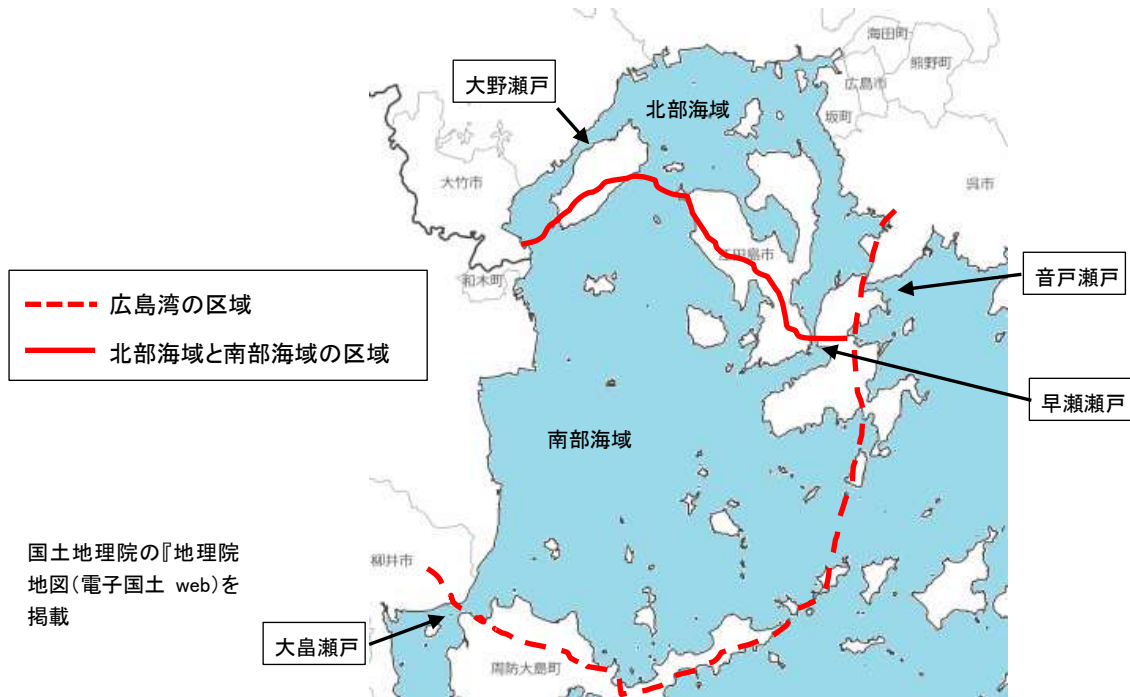 海田町
熊野町
大野瀬戸
北部海域
広島市
坂町
大竹市
呉市
江田島市
和木町
音戸瀬戸
広島湾の区域
北部海域と南部海域の区域
早瀬瀬戸
南部海域
国土地理院の『地理院
地図(電子国土 web)を
掲載
柳井市
大畠瀬戸
周防大島町